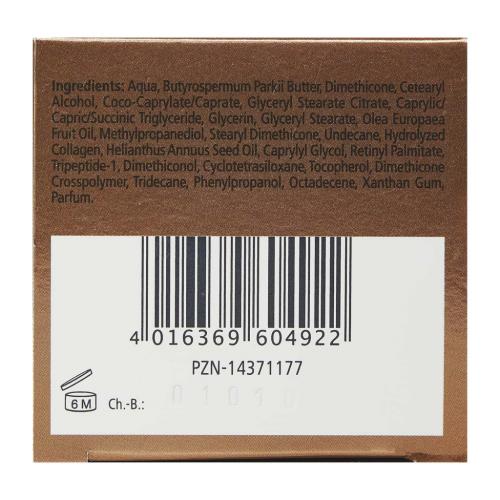 Ingredients: Aqua, Butyrospermum Parkii Butter, Dimethicone, Cetearyl
Alcohol, Coco-Caprylate/Caprate, Glyceryl Stearate Citrate, Caprylic/
Capric/Succinic Triglyceride, Glycerin, Glyceryl Stearate, Olea Europaea
Fruit Oil, Methylpropanediol, Stearyl Dimethicone, Undecane, Hydrolyzed
Collagen, Helianthus Annuus Seed Oil, Caprylyl Glycol, Retinyl Palmitate,
Tripeptide-1, Dimethiconol, Cyclotetrasiloxane, Tocopherol, Dimethicone
Crosspolymer, Tridecane, Phenylpropanol, Octadecene, Xanthan Gum,
Parfum.
4 016369 604922
PZN-14371177
6 M Ch.-B.: